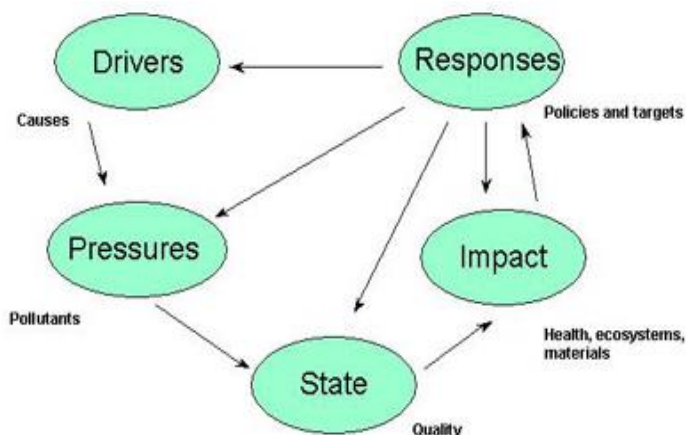 Drivers
Responses
Causes
Policies and targets
Pressures
Impact
Pollutants
Health, ecosystems,
materials
State
Quality